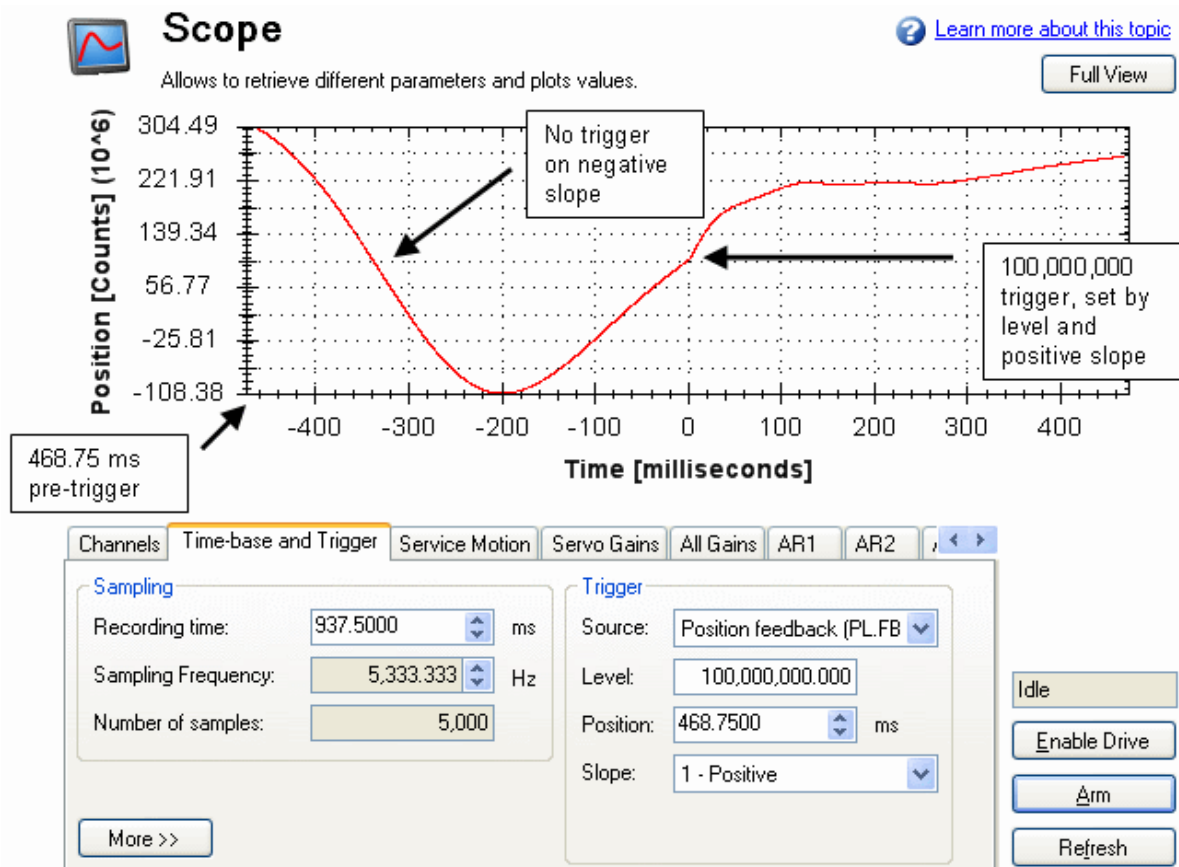 Scope
Learn more about this topic
Allows to retrieve different parameters and plots values.
Full View
Position [Counts] (10^6)
304.49
221.91
139.34
56.77
-25.81
-108.38
No trigger
on negative
slope
100,000,000
trigger, set by
level and
positive slope
468.75 ms
pre-trigger
-400
-300
-200
-100
0
100
200
300
400
Time [milliseconds]
Channels
Time-base and Trigger
Service Motion
Servo Gains
All Gains
AR1
AR2
Sampling
Recording time:
937.5000
ms
Sampling Frequency:
5,333.333
Hz
Number of samples:
5,000
More >>
Trigger
Source:
Position feedback (PL.FB
Level:
100,000,000.000
Position:
468.7500
ms
Slope:
1 - Positive
Idle
Enable Drive
Arm
Refresh